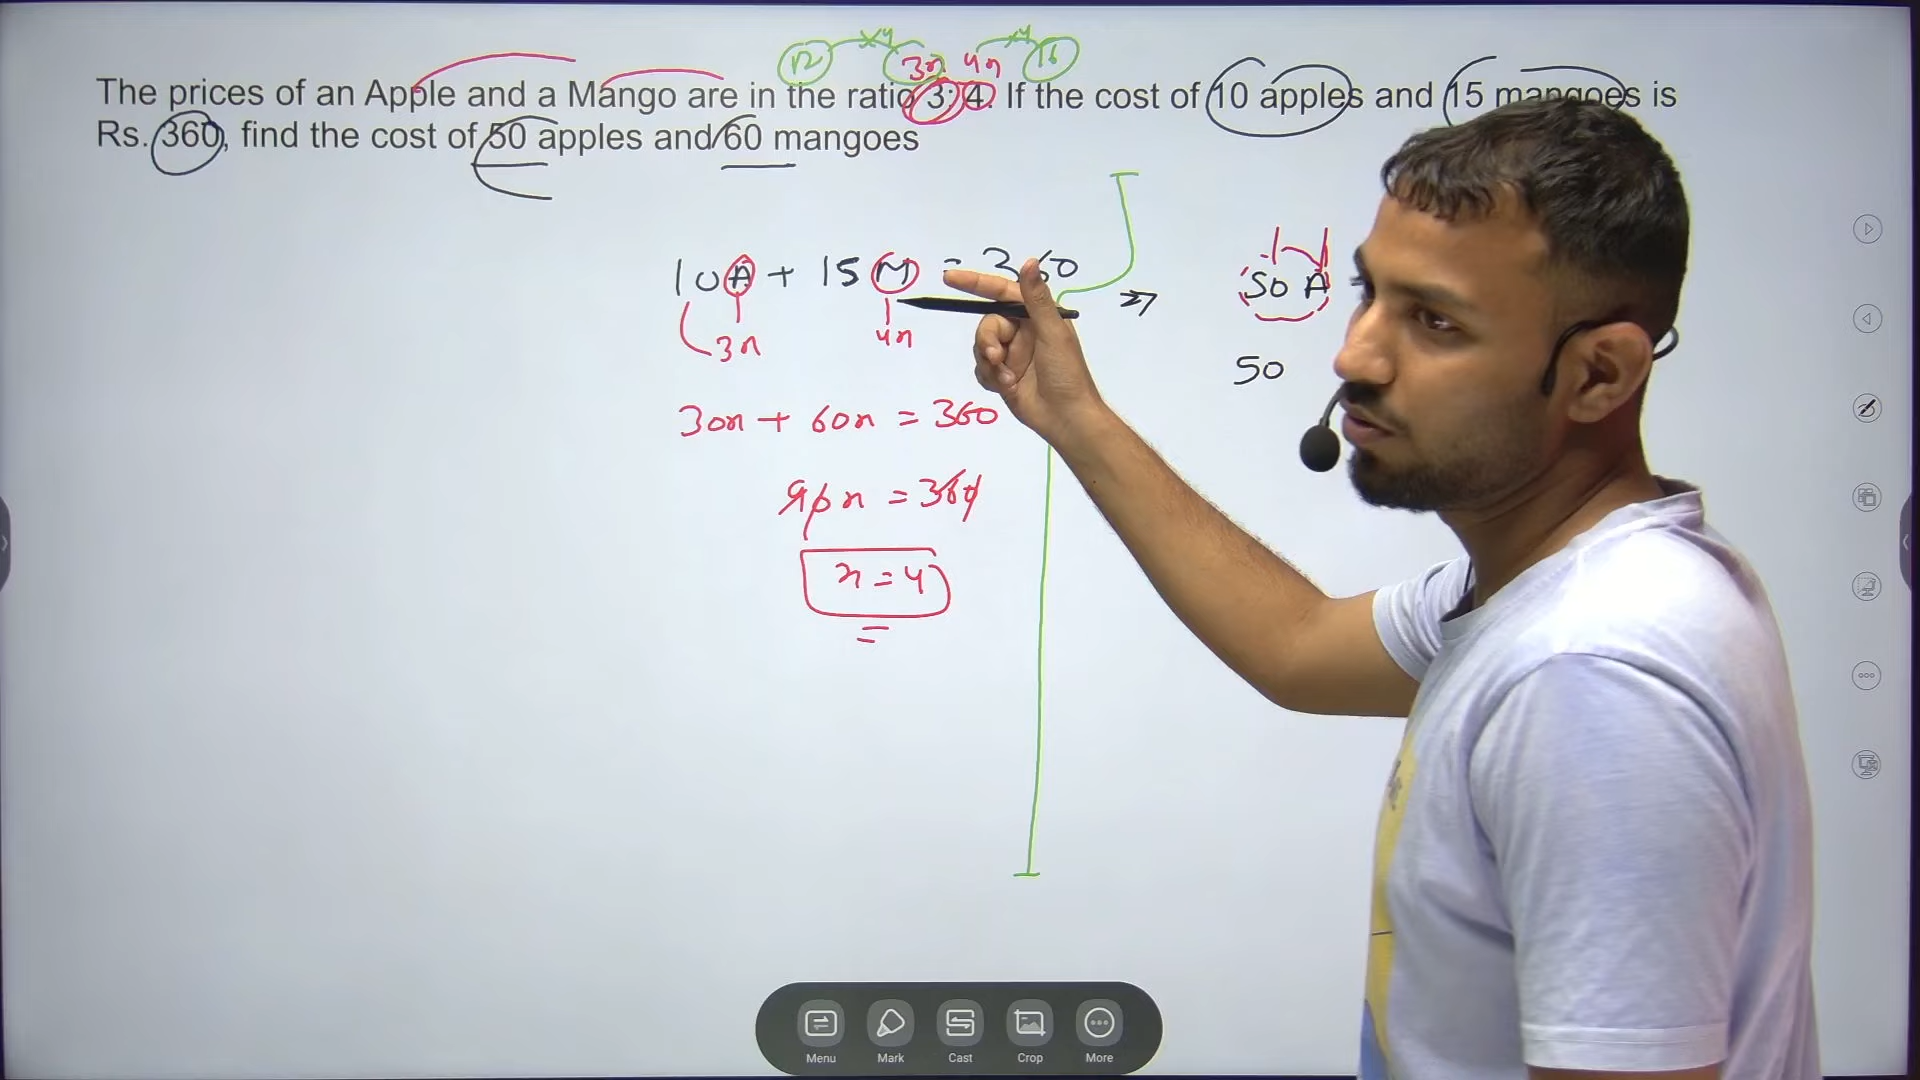 12 ×4 3x 4x ×4 16
The prices of an Apple and a Mango are in the ratio 3:4. If the cost of 10 apples and 15 mangoes is
Rs. 360, find the cost of 50 apples and 60 mangoes
10A + 15M = 360
3x 4x
⇒ 50 A
50
30x + 60x = 360
90x = 360
x = 4
Menu Mark Cast Crop More